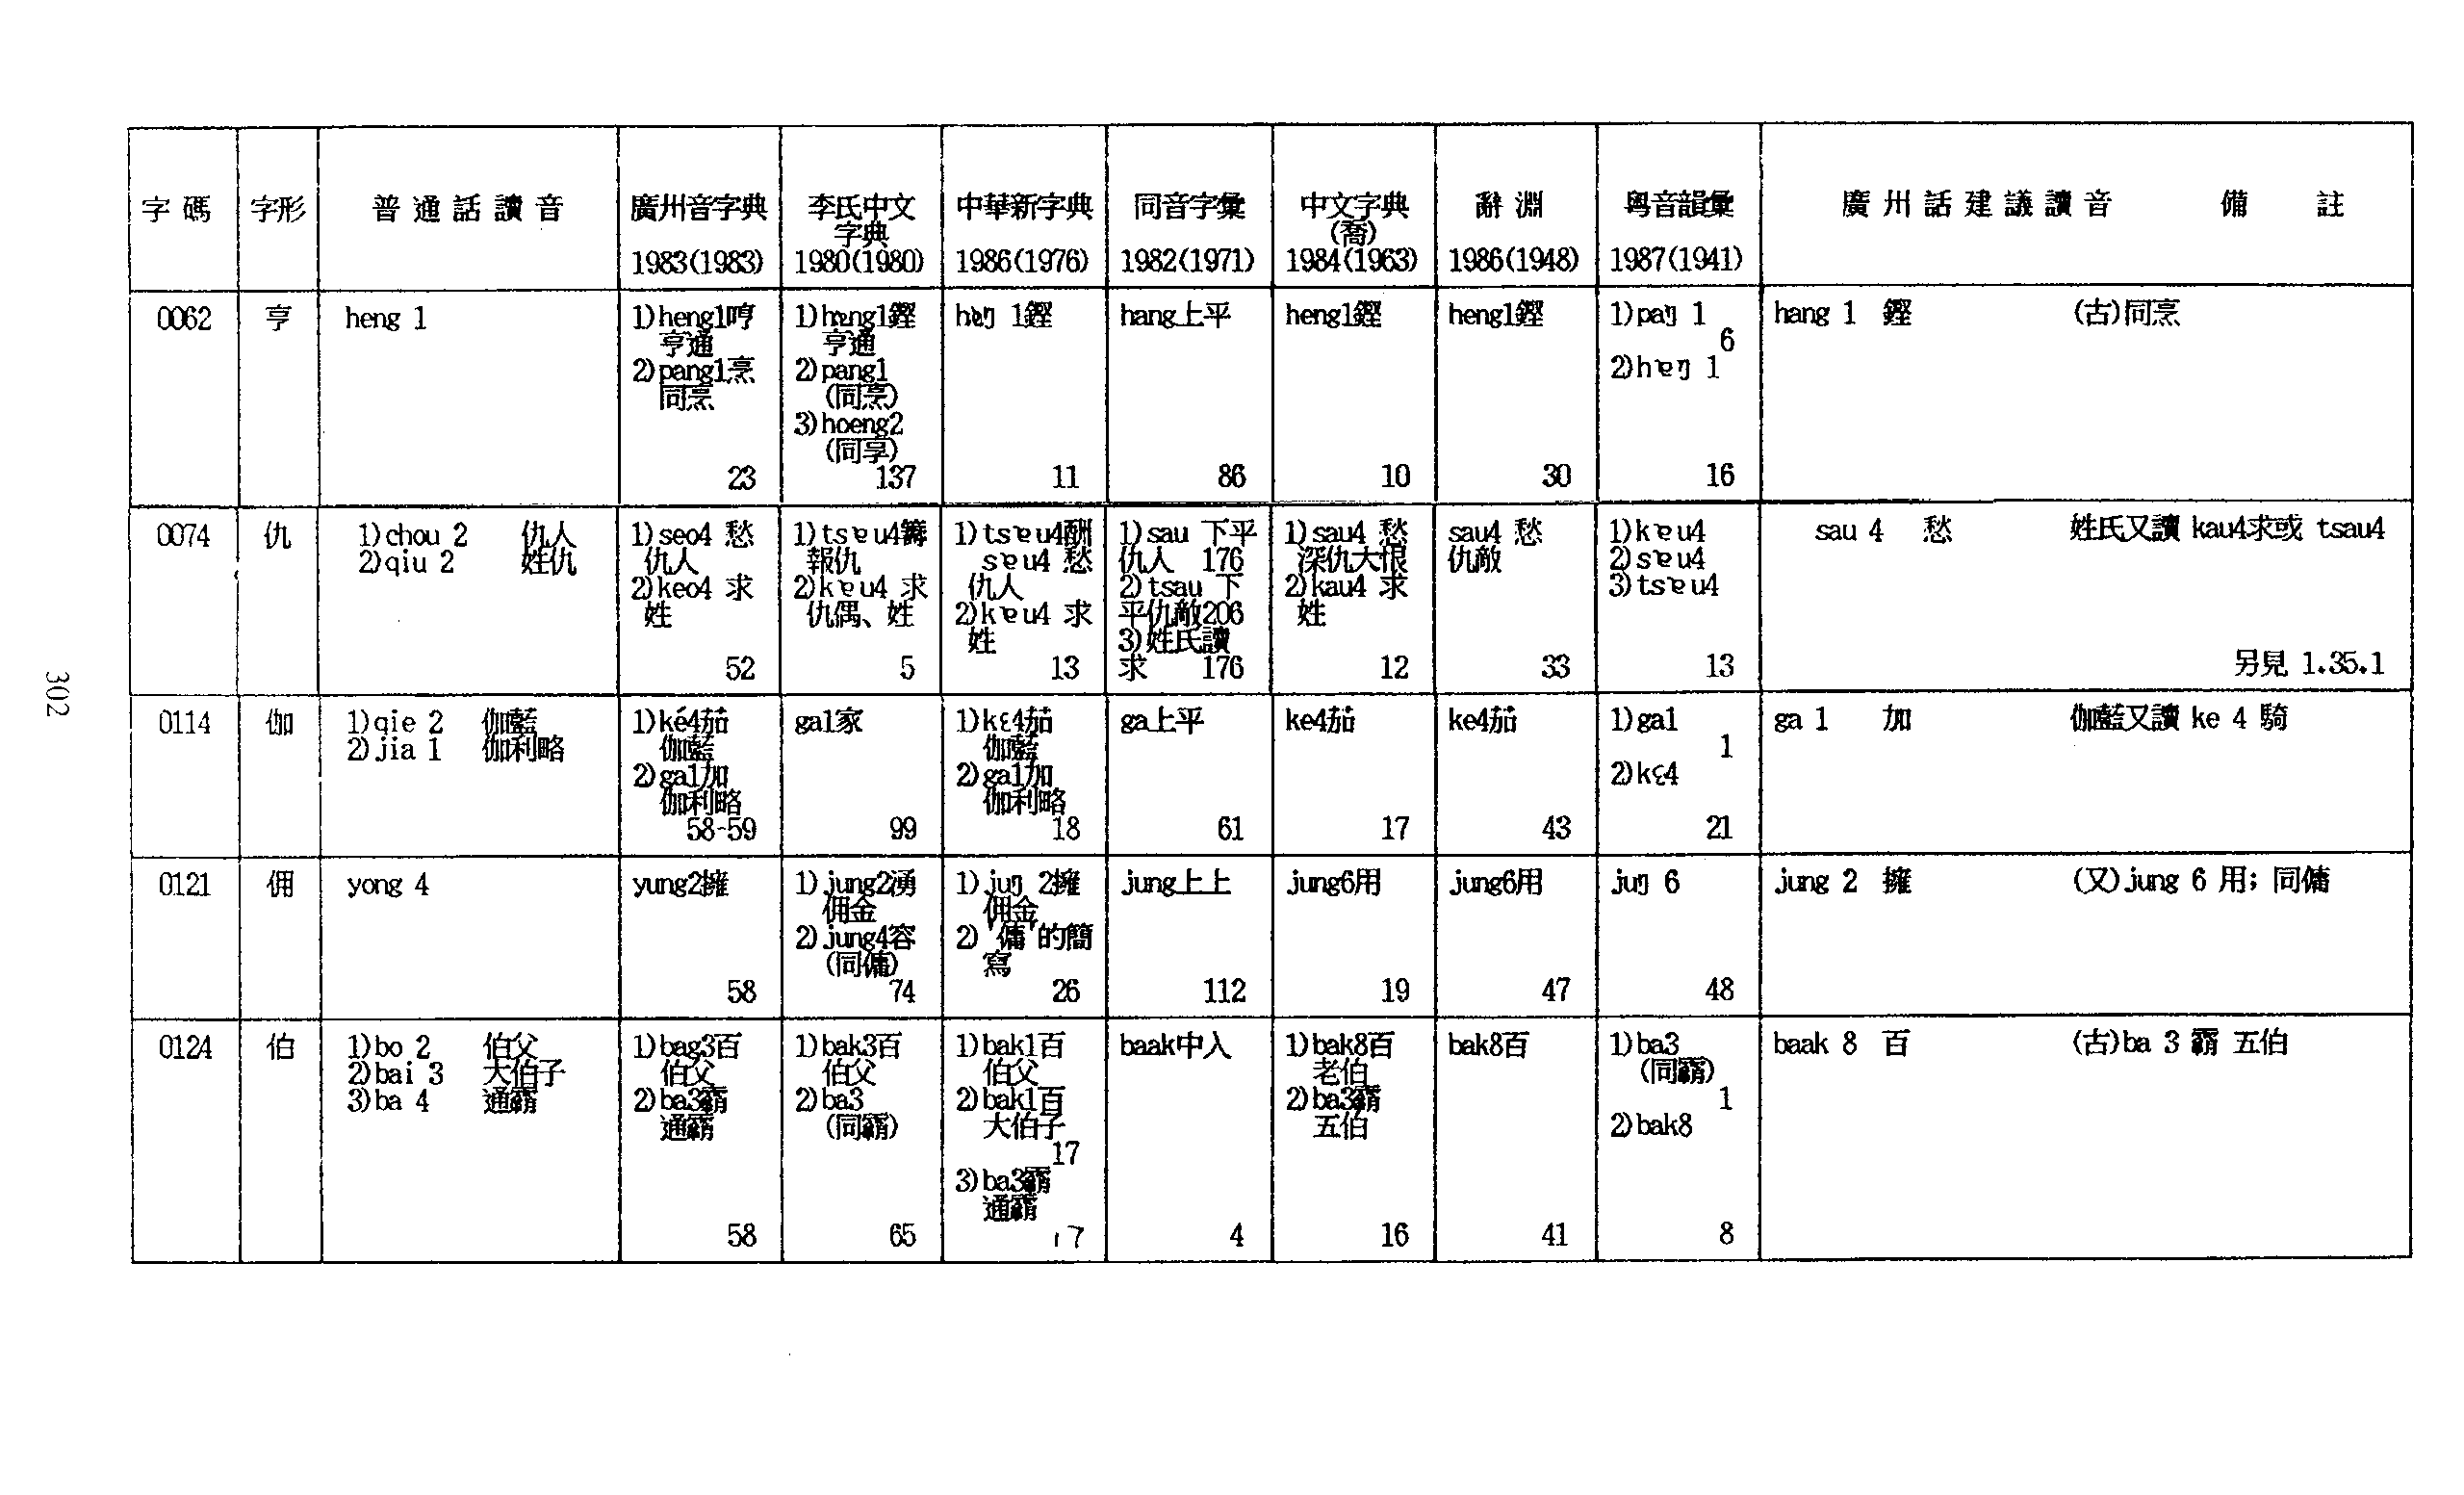 字碼 字形 普通話讀音 廣州音字典 1983(1983) 李氏中文字典 1980(1980) 中華新字典 1986(1976) 同音字彙 1982(1971) 中文字典(喬) 1984(1963) 辭淵 1986(1948) 粵音韻彙 1987(1941) 廣州話建議讀音 備註
0062 亨 heng 1
1)heng1哼
亨通
2)pang1烹
同烹
23
1)hɐng1鏗
亨通
2)pang1
(同烹)
3)hoeng2
(同享)
137
hɐŋ 1鏗
11
hang上平
86
heng1鏗
10
heng1鏗
30
1)paŋ 1
6
2)hɐŋ 1
16
hang 1 鏗 (古)同烹
0074 仇
1)chou 2 仇人
2)qiu 2 姓仇
1)seo4 愁
仇人
2)keo4 求
姓
52
1)tsɐu4籌
報仇
2)kɐu4 求
仇偶、姓
5
1)tsɐu4酬
sɐu4 愁
仇人
2)kɐu4 求
姓
13
1)sau 下平
仇人 176
2)tsau 下
平仇敵206
3)姓氏讀
求 176
1)sau4 愁
深仇大恨
2)kau4 求
姓
12
sau4 愁
仇敵
33
1)kɐu4
2)sɐu4
3)tsɐu4
13
sau 4 愁 姓氏又讀 kau4求或 tsau4
另見 1.35.1
0114 伽
1)qie 2 伽藍
2)jia 1 伽利略
1)ké4茄
伽藍
2)ga1加
伽利略
58-59
ga1家
99
1)kɛ4茄
伽藍
2)ga1加
伽利略
18
ga上平
61
ke4茄
17
ke4茄
43
1)ga1
1
2)kɛ4
21
ga 1 加 伽藍又讀 ke 4 騎
0121 佣 yong 4
yung2擁
58
1)jung2湧
佣金
2)jung4容
(同傭)
74
1)juŋ 2擁
佣金
2)'傭'的簡
寫
26
jung上上
112
jung6用
19
jung6用
47
juŋ 6
48
jung 2 擁 (又)jung 6 用; 同傭
0124 伯
1)bo 2 伯父
2)bai 3 大伯子
3)ba 4 通霸
1)bag3百
伯父
2)ba3霸
通霸
58
1)bak3百
伯父
2)ba3
(同霸)
65
1)bak1百
伯父
2)bak1百
大伯子
17
3)ba3霸
通霸
17
baak中入
4
1)bak8百
老伯
2)ba3霸
五伯
16
bak8百
41
1)ba3
(同霸)
1
2)bak8
8
baak 8 百 (古)ba 3 霸 五伯
302